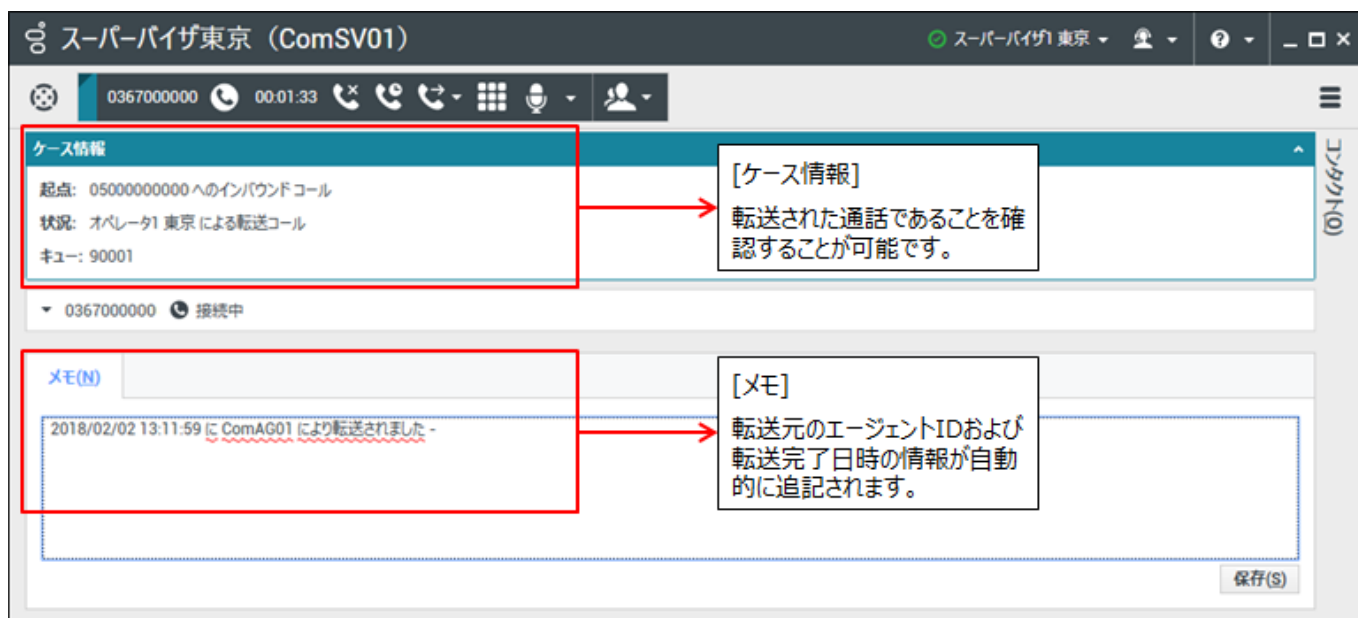 スーパーバイザ東京（ComSV01）
スーパーバイザ1 東京
0367000000 00:01:33
ケース情報
起点: 05000000000 へのインバウンド コール
状況: オペレータ1 東京 による転送コール
キュー: 90001
[ケース情報]
転送された通話であることを確
認することが可能です。
コンタクト(0)
0367000000 接続中
メモ(N)
2018/02/02 13:11:59 に ComAG01 により転送されました -
[メモ]
転送元のエージェントIDおよび
転送完了日時の情報が自動
的に追記されます。
保存(S)